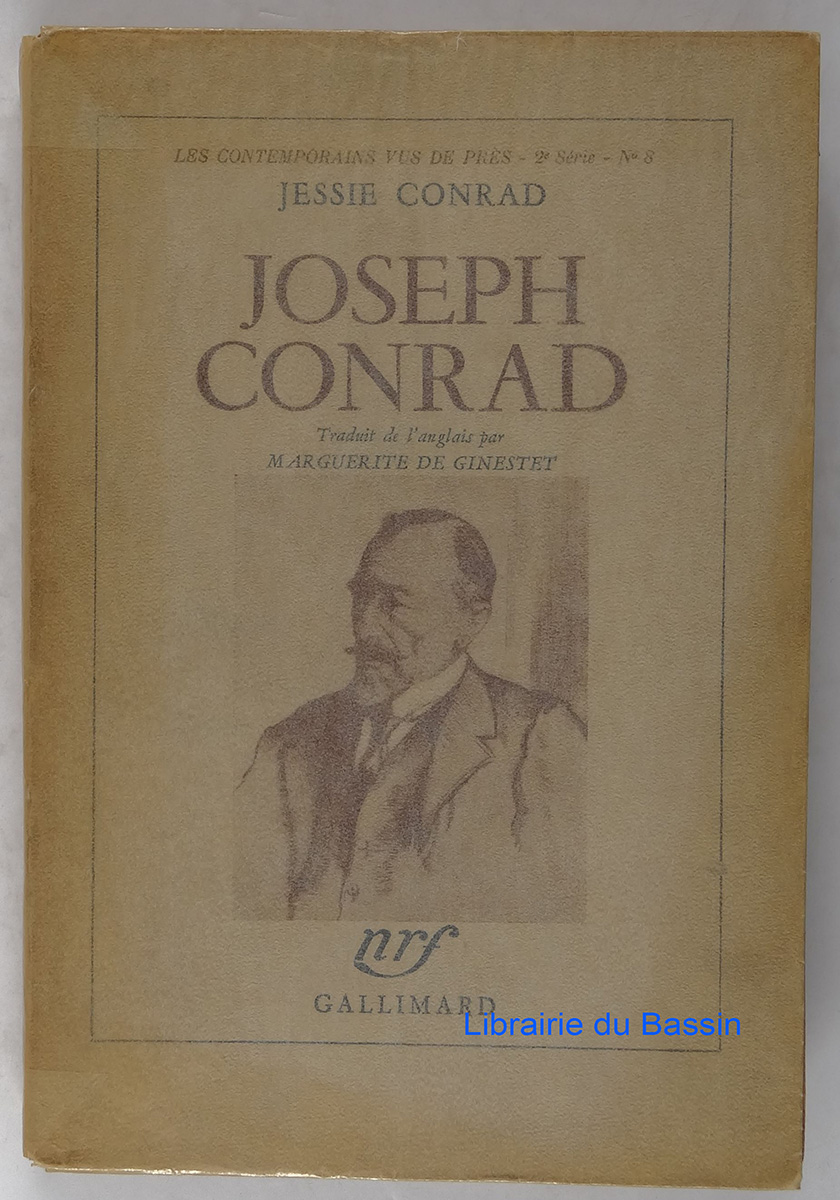 LES CONTEMPORAINS VUS DE PRÈS - 2e Série - No 8
JESSIE CONRAD
JOSEPH
CONRAD
Traduit de l'anglais par
MARGUERITE DE GINESTET
nrf
GALLIMARD
Librairie du Bassin